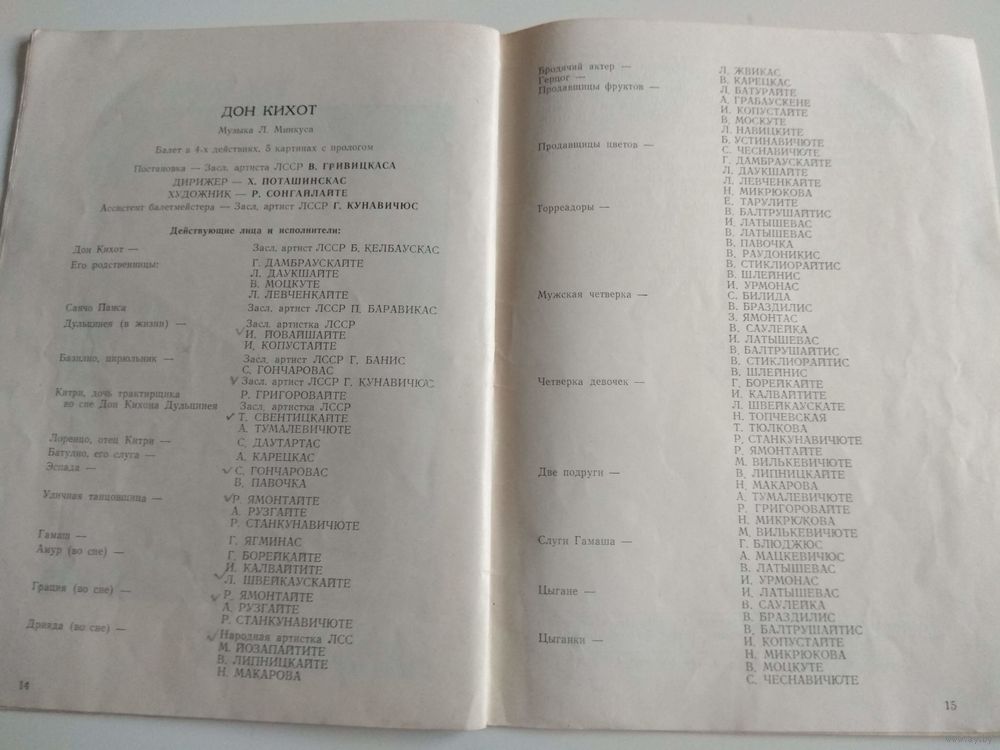 ДОН КИХОТ
Музыка Л. Минкуса
Балет в 4-х действиях, 5 картинах с прологом
Постановка — Засл. артиста ЛССР В. ГРИВИЦКАСА
ДИРИЖЕР — Х. ПОТАШИНСКАС
ХУДОЖНИК — Р. СОНГАЙЛАЙТЕ
Ассистент балетмейстера — Засл. артист ЛССР Г. КУНАВИЧЮС
Действующие лица и исполнители:
Дон Кихот — Засл. артист ЛССР Б. КЕЛБАУСКАС
Его родственницы: Г. ДАМБРАУСКАЙТЕ
Л. ДАУКШАЙТЕ
В. МОЦКУТЕ
Л. ЛЕВЧЕНКАЙТЕ
Санчо Панса Засл. артист ЛССР П. БАРАВИКАС
Дульцинея (в жизни) — Засл. артистка ЛССР
И. ЙОВАЙШАЙТЕ
И. КОПУСТАЙТЕ
Базилио, цирюльник — Засл. артист ЛССР Г. БАНИС
С. ГОНЧАРОВАС
Засл. артист ЛССР Г. КУНАВИЧЮС
Китри, дочь трактирщика Р. ГРИГОРОВАЙТЕ
во сне Дон Кихона Дульцинея Засл. артистка ЛССР
Т. СВЕНТИЦКАЙТЕ
А. ТУМАЛЕВИЧЮТЕ
Лоренцо, отец Китри — С. ДАУТАРТАС
Батулио, его слуга — А. КАРЕЦКАС
Эспада — С. ГОНЧАРОВАС
В. ПАВОЧКА
Уличная танцовщица — Р. ЯМОНТАЙТЕ
А. РУЗГАЙТЕ
Р. СТАНКУНАВИЧЮТЕ
Гамаш — Г. ЯГМИНАС
Амур (во сне) — Г. БОРЕЙКАЙТЕ
И. КАЛВАЙТИТЕ
Л. ШВЕЙКАУСКАЙТЕ
Грация (во сне) — Р. ЯМОНТАЙТЕ
А. РУЗГАЙТЕ
Р. СТАНКУНАВИЧЮТЕ
Дриада (во сне) — Народная артистка ЛСС
М. ЙОЗАПАЙТИТЕ
В. ЛИПНИЦКАЙТЕ
Н. МАКАРОВА
14
Бродячий актер — Л. ЖВИКАС
Герцог — В. КАРЕЦКАС
Продавщицы фруктов — Л. БАТУРАЙТЕ
А. ГРАБАУСКЕНЕ
И. КОПУСТАЙТЕ
В. МОСКУТЕ
Л. НАВИЦКИТЕ
Продавщицы цветов — Б. УСТИНАВИЧЮТЕ
С. ЧЕСНАВИЧЮТЕ
Г. ДАМБРАУСКАЙТЕ
Л. ДАУКШАЙТЕ
Л. ЛЕВЧЕНКАЙТЕ
Н. МИКРЮКОВА
Е. ТАРУЛИТЕ
Торреадоры — В. БАЛТРУШАЙТИС
И. ЛАТЫШЕВАС
В. ЛАТЫШЕВАС
В. ПАВОЧКА
В. РАУДОНИКИС
В. СТИКЛИОРАЙТИС
В. ШЛЕЙНИС
И. УРМОНАС
Мужская четверка — С. БИЛИДА
В. БРАЗДИЛИС
З. ЯМОНТАС
В. САУЛЕЙКА
И. ЛАТЫШЕВАС
В. БАЛТРУШАЙТИС
В. СТИКЛИОРАЙТИС
В. ШЛЕЙНИС
Четверка девочек — Г. БОРЕЙКАЙТЕ
И. КАЛВАЙТИТЕ
Л. ШВЕЙКАУСКАТЕ
Н. ТОПЧЕВСКАЯ
Т. ТЮЛКОВА
Р. СТАНКУНАВИЧЮТЕ
Р. ЯМОНТАЙТЕ
М. ВИЛЬКЕВИЧЮТЕ
Две подруги — В. ЛИПНИЦКАЙТЕ
Н. МАКАРОВА
А. ТУМАЛЕВИЧЮТЕ
Р. ГРИГОРОВАЙТЕ
Н. МИКРЮКОВА
М. ВИЛЬКЕВИЧЮТЕ
Слуги Гамаша — Г. БЛЮДЖЮС
А. МАЦКЕВИЧЮС
В. ЛАТЫШЕВАС
И. УРМОНАС
Цыгане — И. ЛАТЫШЕВАС
В. САУЛЕЙКА
В. БРАЗДИЛИС
В. БАЛТРУШАЙТИС
Цыганки — И. КОПУСТАЙТЕ
Н. МИКРЮКОВА
В. МОЦКУТЕ
С. ЧЕСНАВИЧЮТЕ
15